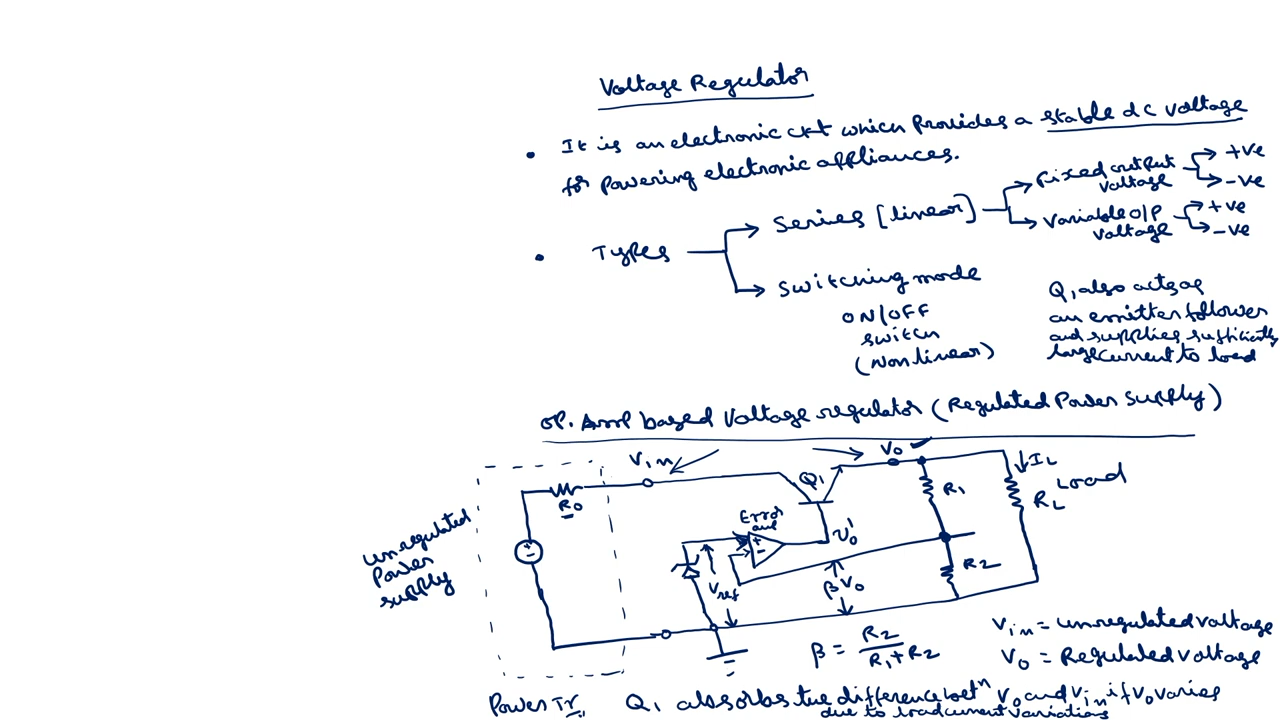 Voltage Regulator
• It is an electronic ckt which provides a stable dc voltage
for powering electronic appliances.
• Types
Series [linear]
Fixed output voltage
+ve
-ve
Variable o/p voltage
+ve
-ve
Switching mode
ON/OFF
switch
(Non linear)
Q1 also acts as
an emitter follower
and supplies sufficiently
large current to load
OP. Amp based Voltage regulator (Regulated Power Supply)
unregulated
Power
supply
R0
Vin
Q1
Vo
IL
Load
RL
R1
R2
Error
amp
+
-
Vo'
Vref
βVo
β = R2 / R1+R2
Vin = unregulated voltage
Vo = Regulated voltage
Power Tr.
Q1 absorbs the difference betn Vo and Vin if Vo varies
due to load current variations